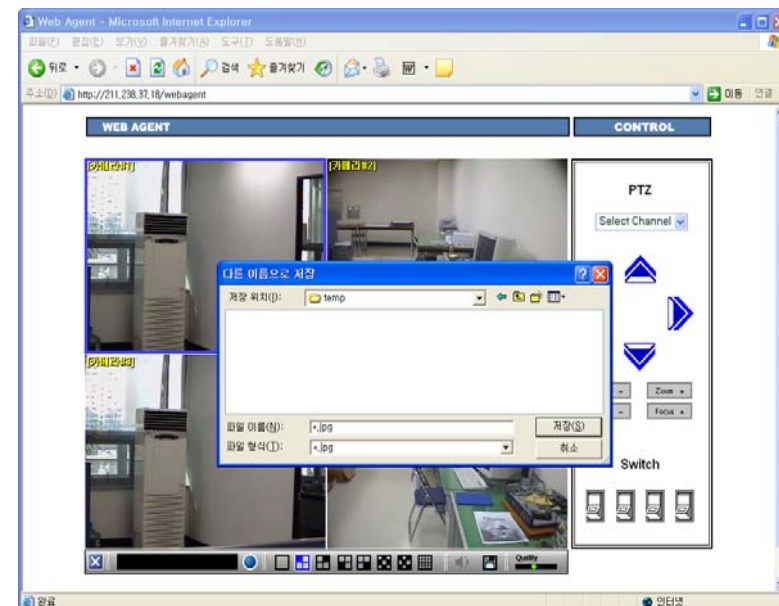 Web Agent - Microsoft Internet Explorer
파일(F) 편집(E) 보기(V) 즐겨찾기(A) 도구(T) 도움말(H)
뒤로 검색 즐겨찾기
주소(D) http://211.238.37.18/webagent 이동 연결
WEB AGENT
CONTROL
[카메라#1]
[카메라#2]
PTZ
Select Channel
다른 이름으로 저장
저장 위치(I): temp
파일 이름(N): *.jpg 저장(S)
파일 형식(T): *.jpg 취소
- Zoom +
- Focus +
[카메라#3]
Switch
Quality
완료 인터넷